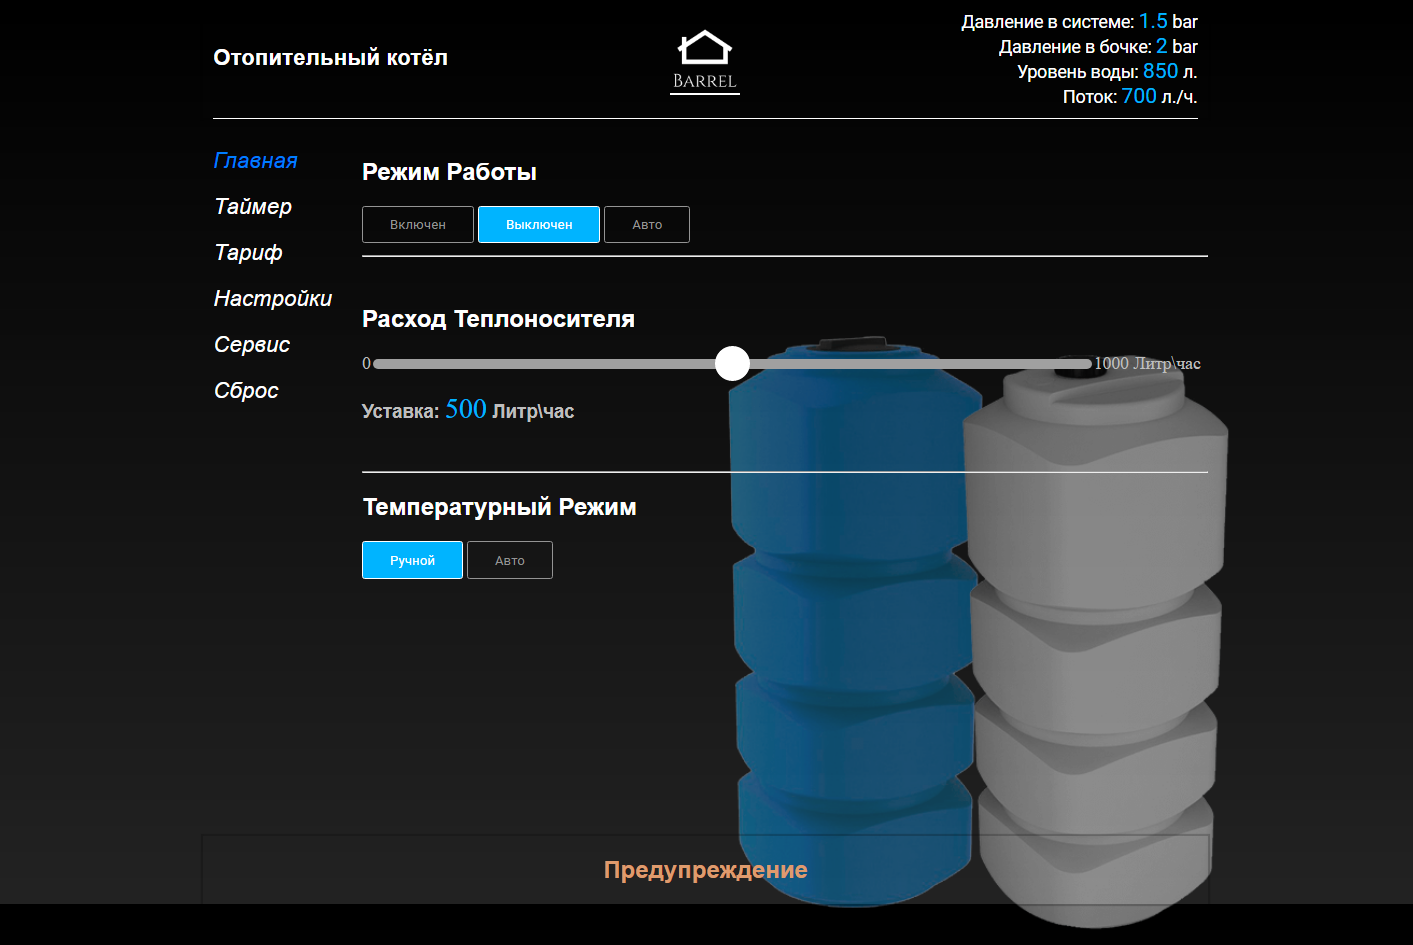 Отопительный котёл
BARREL
Давление в системе: 1.5 bar
Давление в бочке: 2 bar
Уровень воды: 850 л.
Поток: 700 л./ч.
Главная
Таймер
Тариф
Настройки
Сервис
Сброс
Режим Работы
Включен Выключен Авто
Расход Теплоносителя
0 1000 Литр\час
Уставка: 500 Литр\час
Температурный Режим
Ручной Авто
Предупреждение